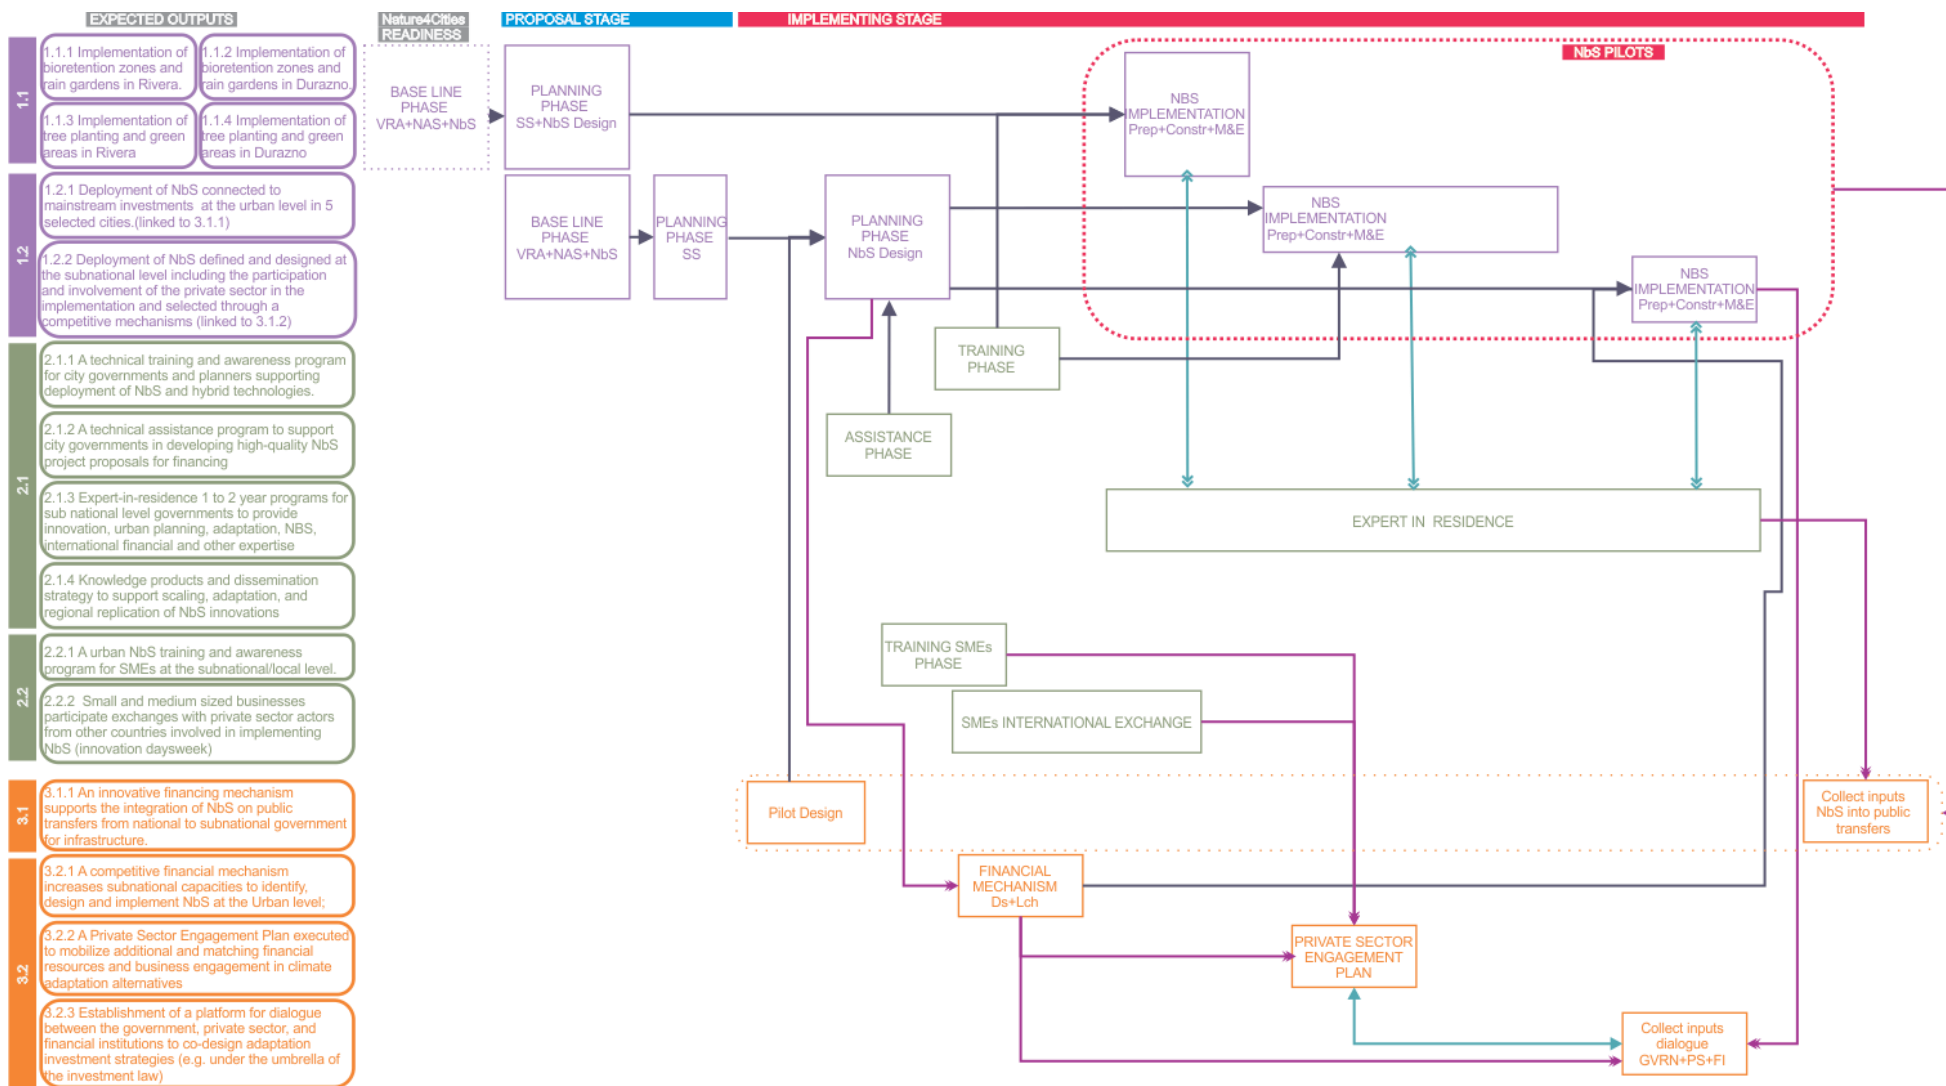 EXPECTED OUTPUTS
Nature4Cities
READINESS
PROPOSAL STAGE
IMPLEMENTING STAGE
1.1
1.1.1 Implementation of
bioretention zones and
rain gardens in Rivera.
1.1.2 Implementation of
bioretention zones and
rain gardens in Durazno.
1.1.3 Implementation of
tree planting and green
areas in Rivera
1.1.4 Implementation of
tree planting and green
areas in Durazno
BASE LINE
PHASE
VRA+NAS+NbS
PLANNING
PHASE
SS+NbS Design
NbS PILOTS
NBS
IMPLEMENTATION
Prep+Constr+M&E
1.2
1.2.1 Deployment of NbS connected to
mainstream investments at the urban level in 5
selected cities.(linked to 3.1.1)
1.2.2 Deployment of NbS defined and designed at
the subnational level including the participation
and involvement of the private sector in the
implementation and selected through a
competitive mechanisms (linked to 3.1.2)
BASE LINE
PHASE
VRA+NAS+NbS
PLANNING
PHASE
SS
PLANNING
PHASE
NbS Design
NBS
IMPLEMENTATION
Prep+Constr+M&E
NBS
IMPLEMENTATION
Prep+Constr+M&E
2.1
2.1.1 A technical training and awareness program
for city governments and planners supporting
deployment of NbS and hybrid technologies.
2.1.2 A technical assistance program to support
city governments in developing high-quality NbS
project proposals for financing
2.1.3 Expert-in-residence 1 to 2 year programs for
sub national level governments to provide
innovation, urban planning, adaptation, NBS,
international financial and other expertise
2.1.4 Knowledge products and dissemination
strategy to support scaling, adaptation, and
regional replication of NbS innovations
TRAINING
PHASE
ASSISTANCE
PHASE
EXPERT IN RESIDENCE
2.2
2.2.1 A urban NbS training and awareness
program for SMEs at the subnational/local level.
2.2.2 Small and medium sized businesses
participate exchanges with private sector actors
from other countries involved in implementing
NbS (innovation daysweek)
TRAINING SMEs
PHASE
SMEs INTERNATIONAL EXCHANGE
3.1
3.1.1 An innovative financing mechanism
supports the integration of NbS on public
transfers from national to subnational government
for infrastructure.
Pilot Design
Collect inputs
NbS into public
transfers
3.2
3.2.1 A competitive financial mechanism
increases subnational capacities to identify,
design and implement NbS at the Urban level;
3.2.2 A Private Sector Engagement Plan executed
to mobilize additional and matching financial
resources and business engagement in climate
adaptation alternatives
3.2.3 Establishment of a platform for dialogue
between the government, private sector, and
financial institutions to co-design adaptation
investment strategies (e.g. under the umbrella of
the investment law)
FINANCIAL
MECHANISM
Ds+Lch
PRIVATE SECTOR
ENGAGEMENT
PLAN
Collect inputs
dialogue
GVRN+PS+FI